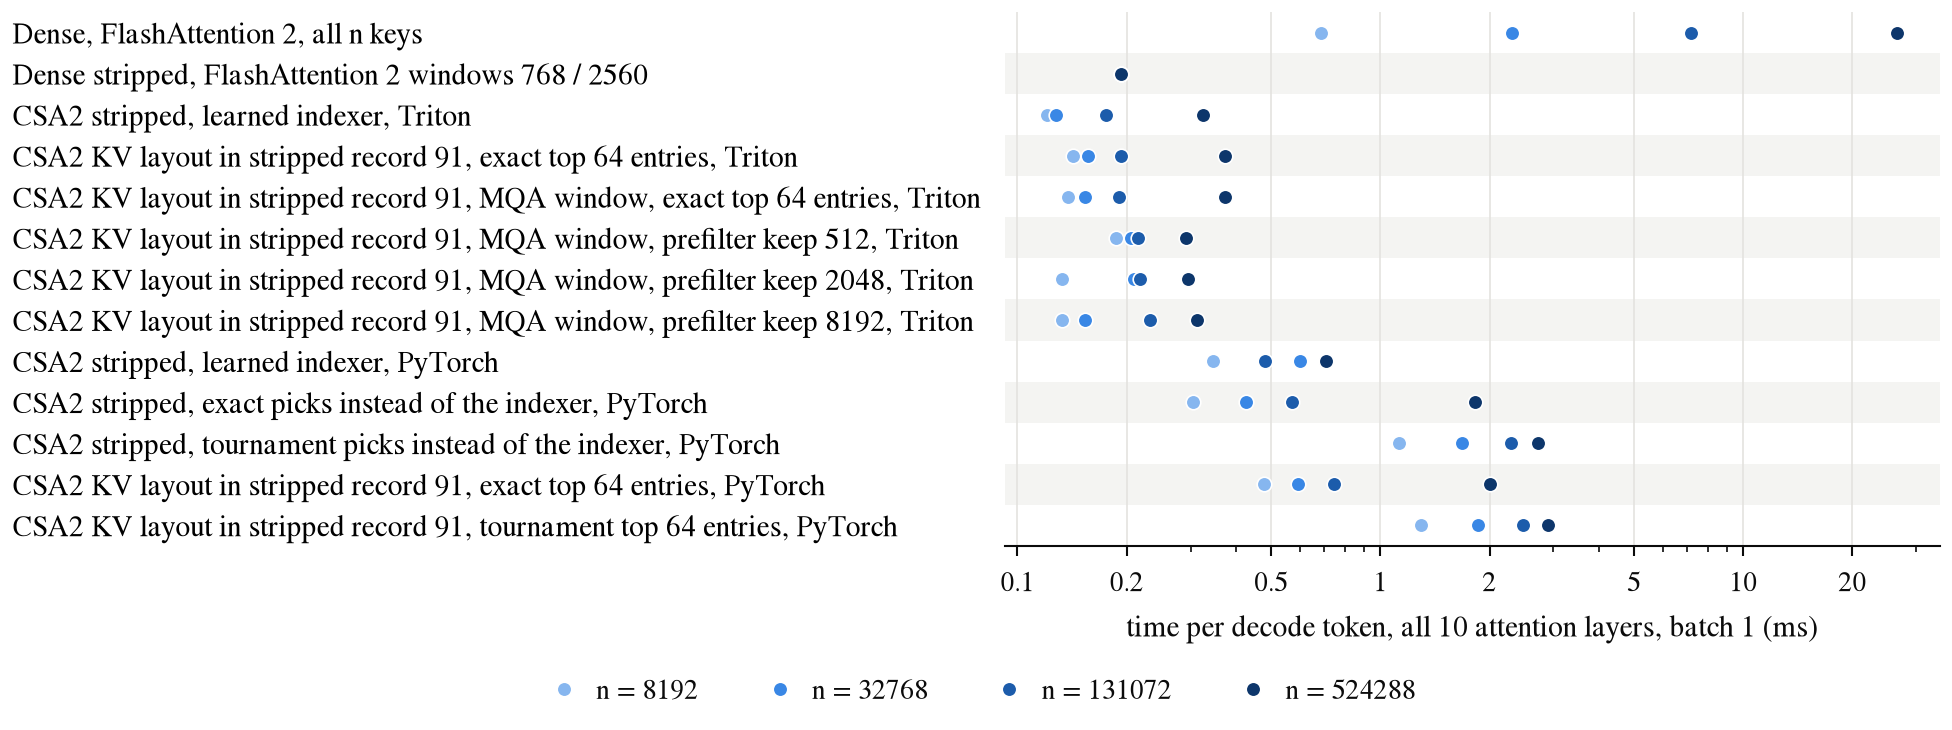 Dense, FlashAttention 2, all n keys
Dense stripped, FlashAttention 2 windows 768 / 2560
CSA2 stripped, learned indexer, Triton
CSA2 KV layout in stripped record 91, exact top 64 entries, Triton
CSA2 KV layout in stripped record 91, MQA window, exact top 64 entries, Triton
CSA2 KV layout in stripped record 91, MQA window, prefilter keep 512, Triton
CSA2 KV layout in stripped record 91, MQA window, prefilter keep 2048, Triton
CSA2 KV layout in stripped record 91, MQA window, prefilter keep 8192, Triton
CSA2 stripped, learned indexer, PyTorch
CSA2 stripped, exact picks instead of the indexer, PyTorch
CSA2 stripped, tournament picks instead of the indexer, PyTorch
CSA2 KV layout in stripped record 91, exact top 64 entries, PyTorch
CSA2 KV layout in stripped record 91, tournament top 64 entries, PyTorch
0.1 0.2 0.5 1 2 5 10 20
time per decode token, all 10 attention layers, batch 1 (ms)
n = 8192 n = 32768 n = 131072 n = 524288